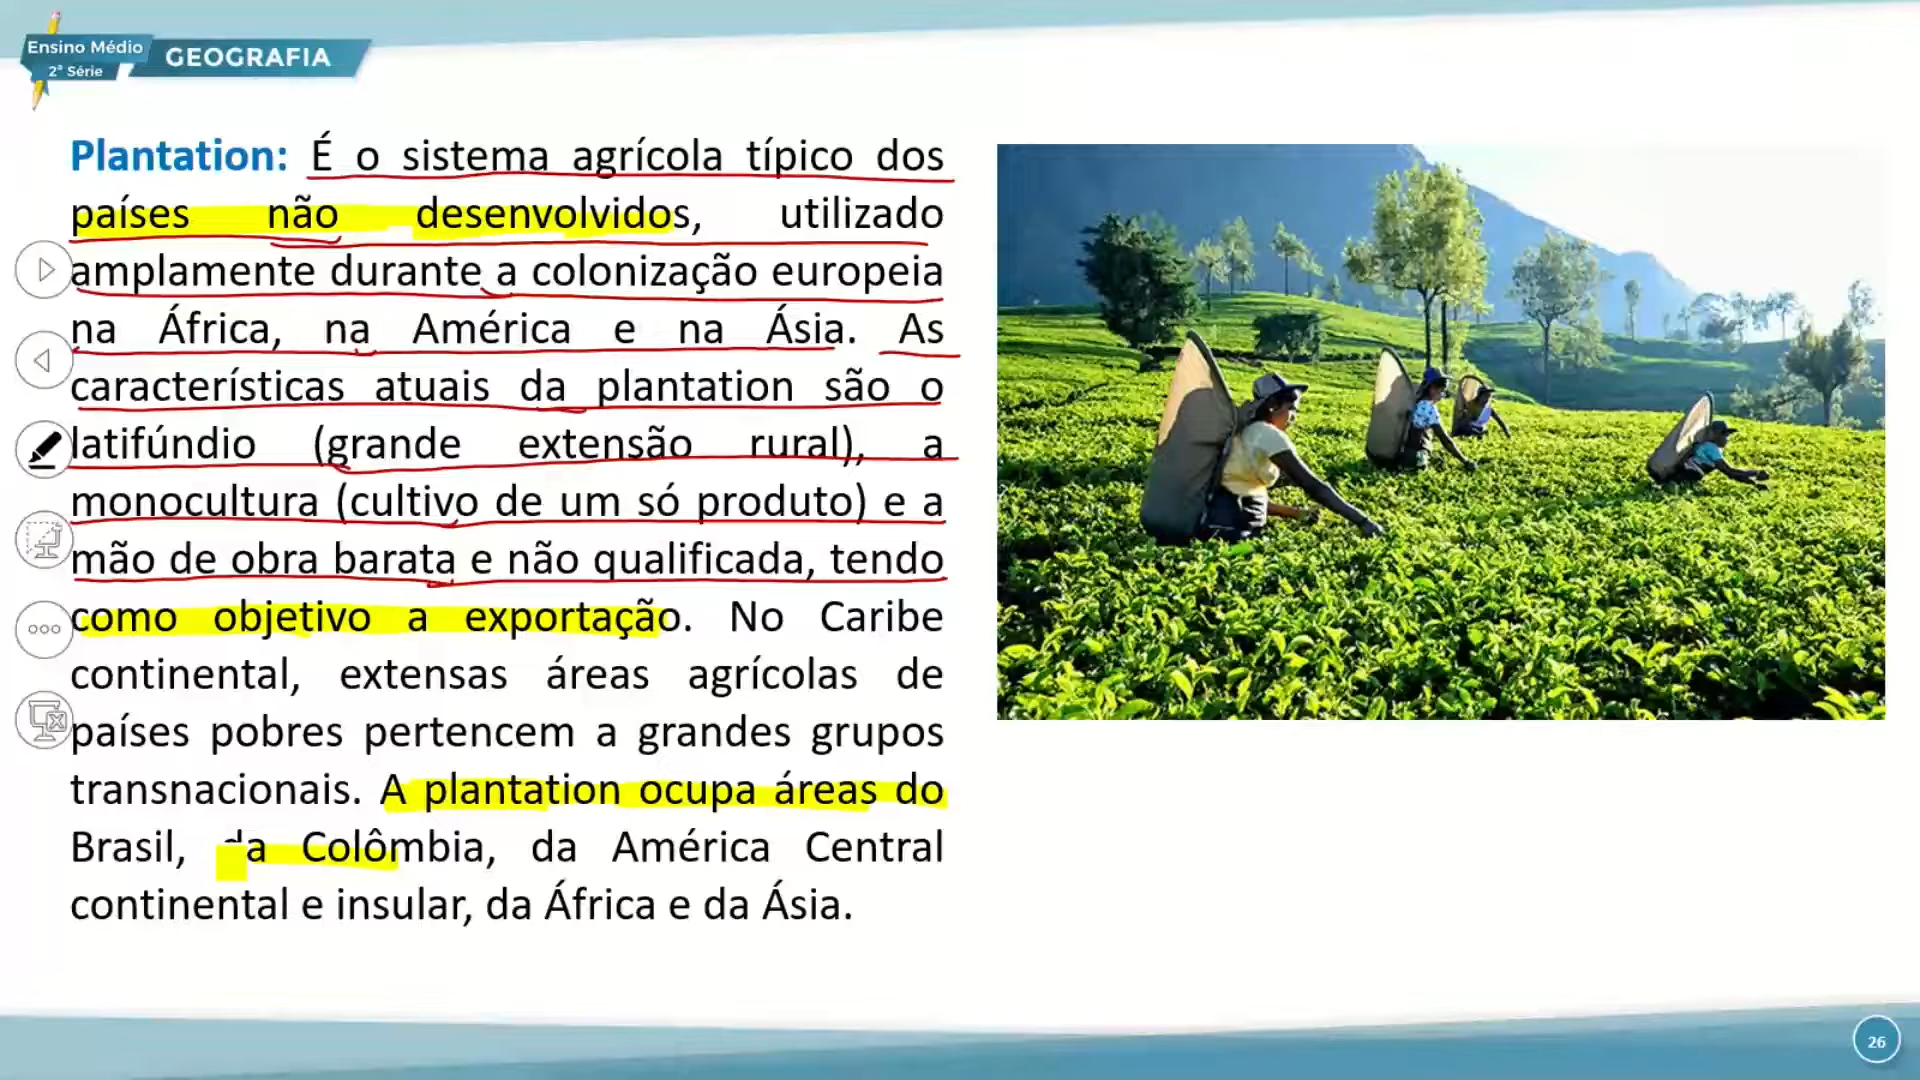 Ensino Médio
2ª Série
GEOGRAFIA
Plantation: É o sistema agrícola típico dos
países não desenvolvidos, utilizado
amplamente durante a colonização europeia
na África, na América e na Ásia. As
características atuais da plantation são o
latifúndio (grande extensão rural), a
monocultura (cultivo de um só produto) e a
mão de obra barata e não qualificada, tendo
como objetivo a exportação. No Caribe
continental, extensas áreas agrícolas de
países pobres pertencem a grandes grupos
transnacionais. A plantation ocupa áreas do
Brasil, da Colômbia, da América Central
continental e insular, da África e da Ásia.
26